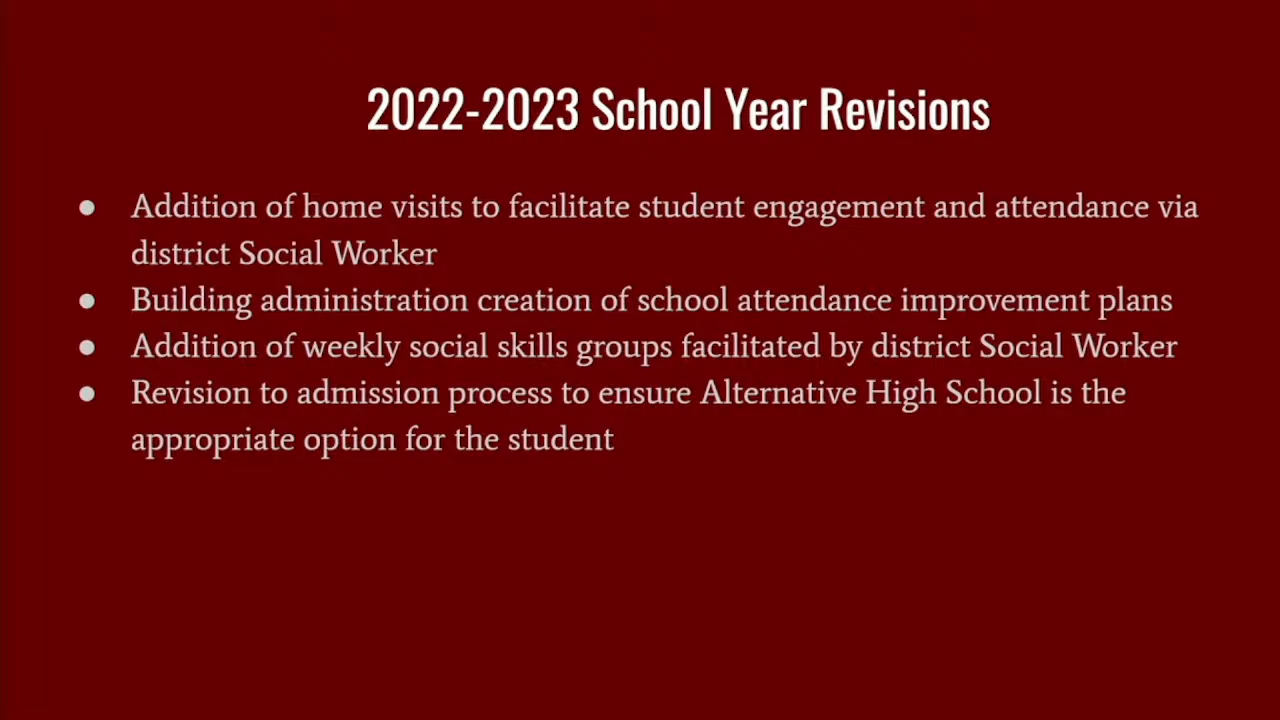 2022-2023 School Year Revisions
● Addition of home visits to facilitate student engagement and attendance via
district Social Worker
● Building administration creation of school attendance improvement plans
● Addition of weekly social skills groups facilitated by district Social Worker
● Revision to admission process to ensure Alternative High School is the
appropriate option for the student